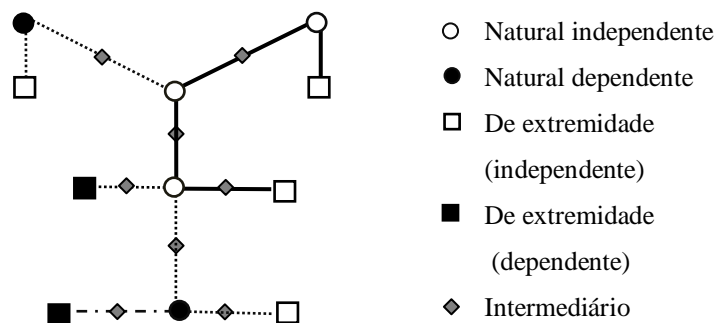 Natural independente
Natural dependente
De extremidade
(independente)
De extremidade
(dependente)
Intermediário